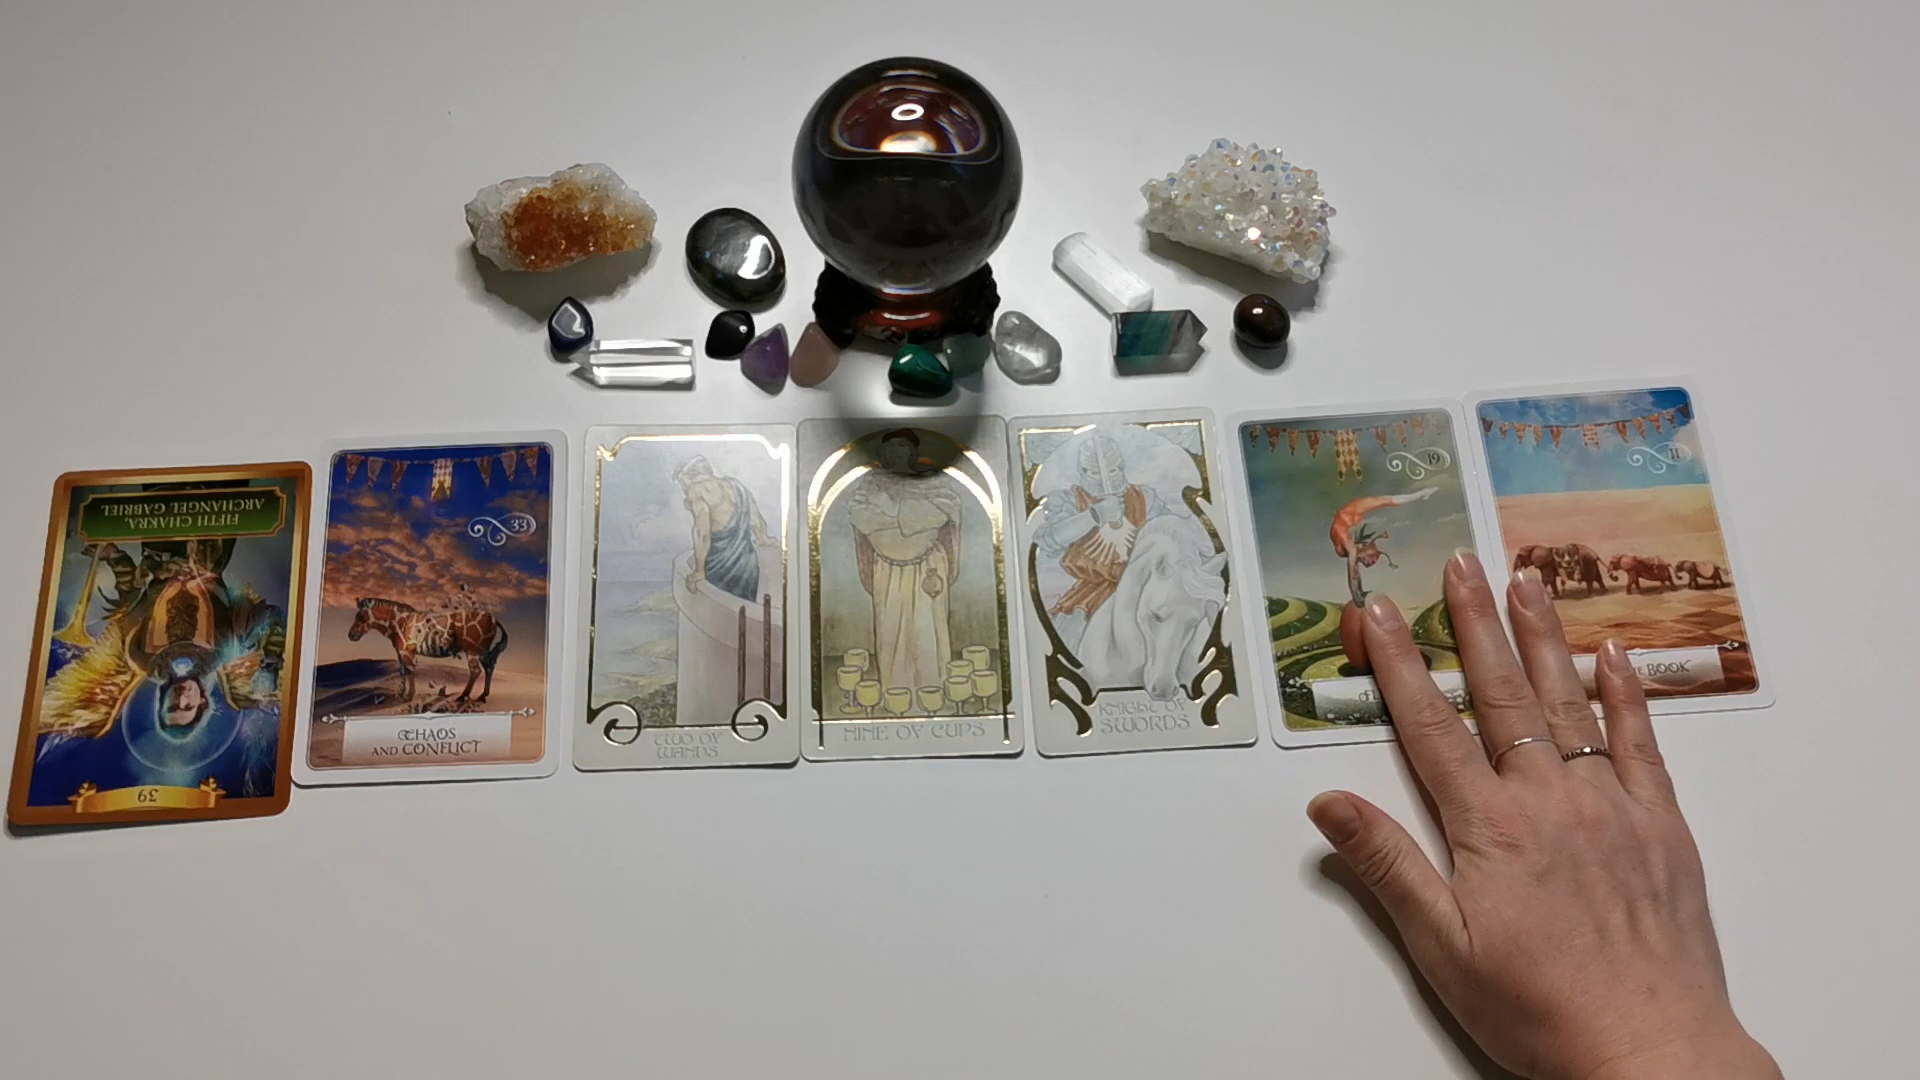 FIFTH CHAKRA,
ARCHANGEL GABRIEL
39
33
CHAOS
AND CONFLICT
TWO OF
WANDS
NINE OF CUPS
KNIGHT OF
SWORDS
19
11
BOOK